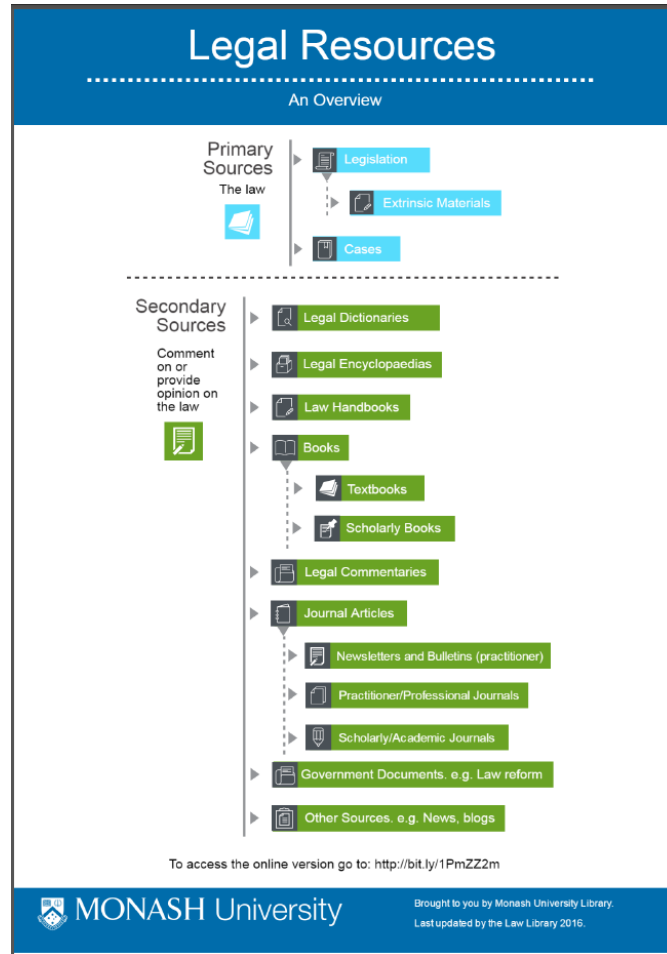 Legal Resources
An Overview
Primary
Sources
The law
Legislation
Extrinsic Materials
Cases
Secondary
Sources
Comment
on or
provide
opinion on
the law
Legal Dictionaries
Legal Encyclopaedias
Law Handbooks
Books
Textbooks
Scholarly Books
Legal Commentaries
Journal Articles
Newsletters and Bulletins (practitioner)
Practitioner/Professional Journals
Scholarly/Academic Journals
Government Documents. e.g. Law reform
Other Sources. e.g. News, blogs
To access the online version go to: http://bit.ly/1PmZZ2m
MONASH University
Brought to you by Monash University Library.
Last updated by the Law Library 2016.